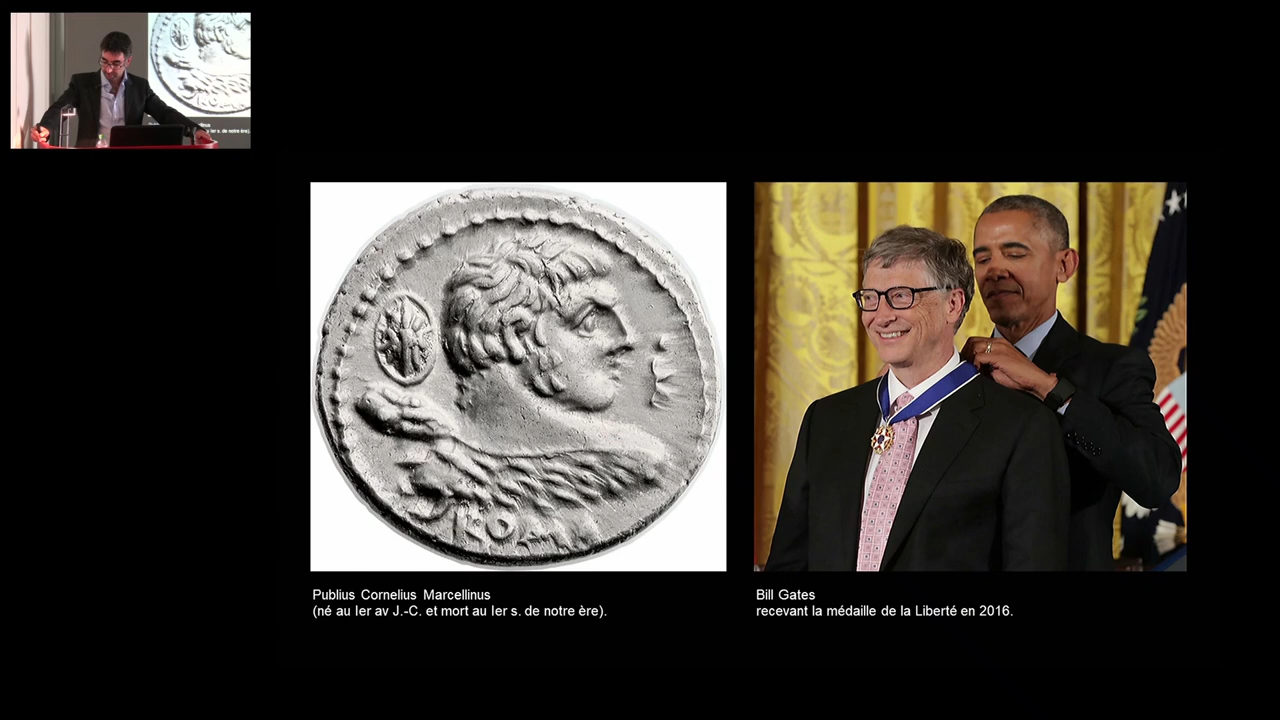 Publius Cornelius Marcellinus
(né au Ier av J.-C. et mort au Ier s. de notre ère).
Bill Gates
recevant la médaille de la Liberté en 2016.
ROMA